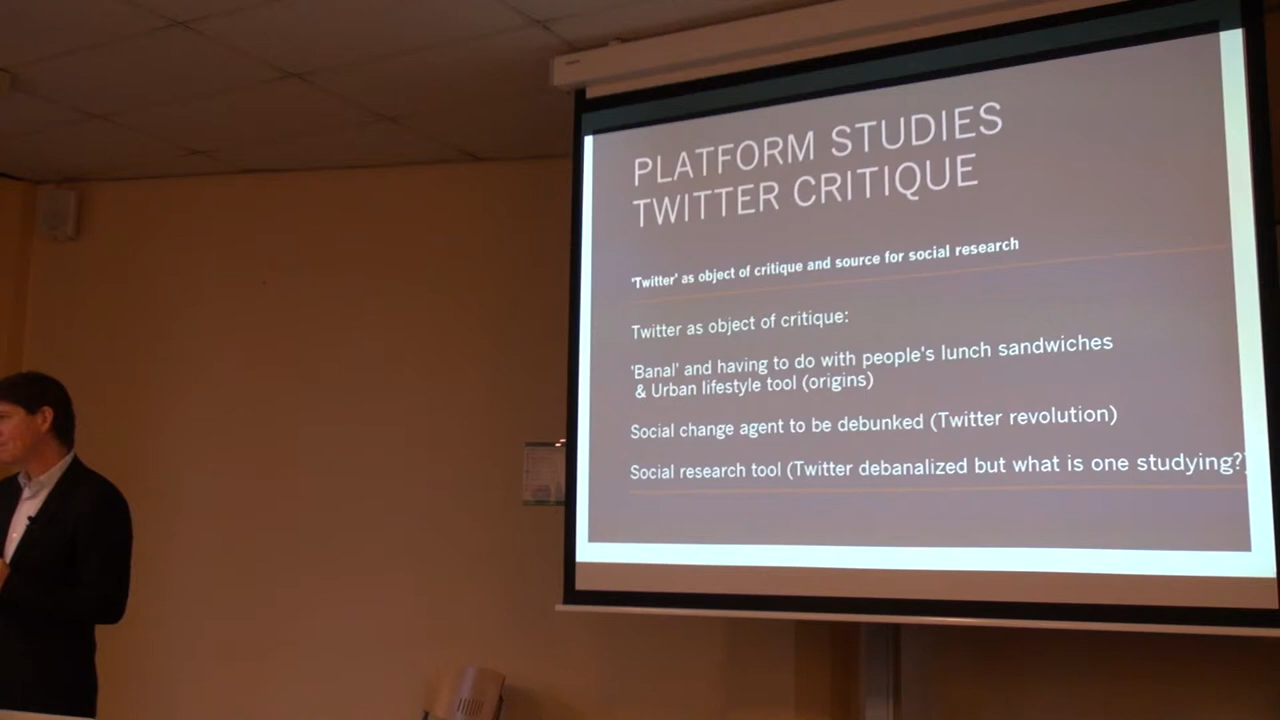 PLATFORM STUDIES
TWITTER CRITIQUE
'Twitter' as object of critique and source for social research
Twitter as object of critique:
'Banal' and having to do with people's lunch sandwiches
& Urban lifestyle tool (origins)
Social change agent to be debunked (Twitter revolution)
Social research tool (Twitter debanalized but what is one studying?)